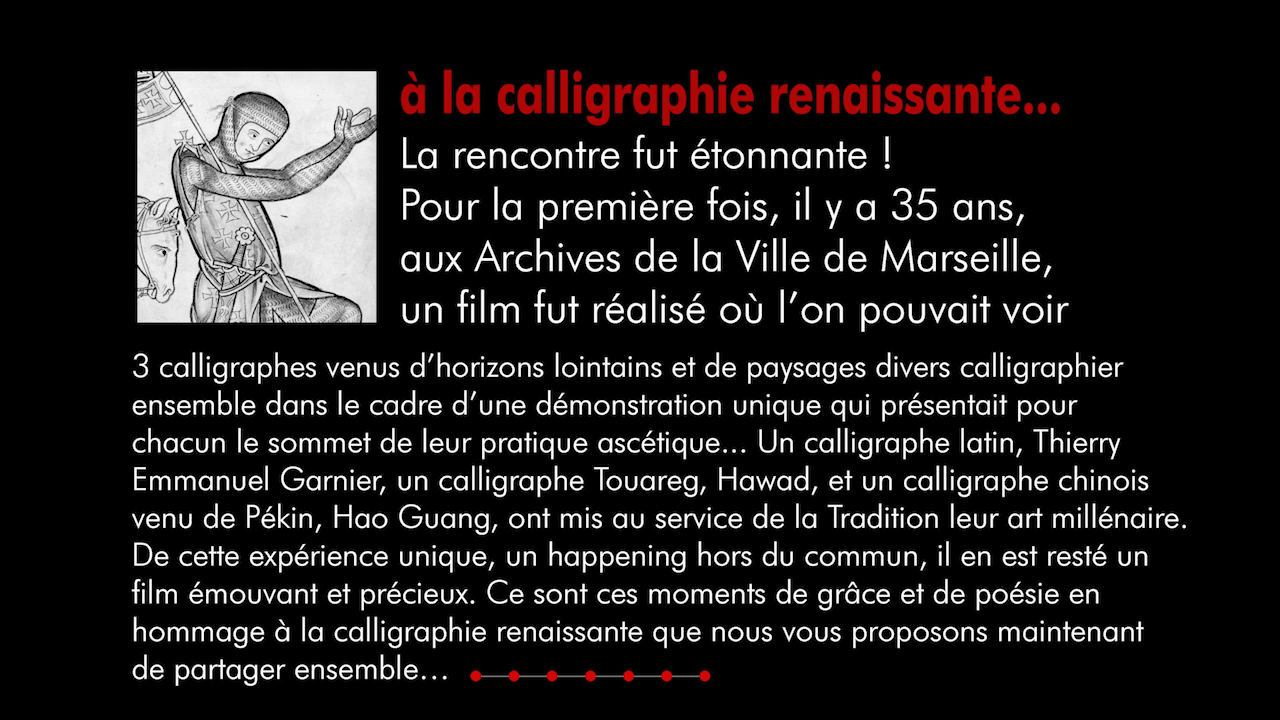 à la calligraphie renaissante...
La rencontre fut étonnante !
Pour la première fois, il y a 35 ans,
aux Archives de la Ville de Marseille,
un film fut réalisé où l’on pouvait voir
3 calligraphes venus d’horizons lointains et de paysages divers calligraphier
ensemble dans le cadre d’une démonstration unique qui présentait pour
chacun le sommet de leur pratique ascétique... Un calligraphe latin, Thierry
Emmanuel Garnier, un calligraphe Touareg, Hawad, et un calligraphe chinois
venu de Pékin, Hao Guang, ont mis au service de la Tradition leur art millénaire.
De cette expérience unique, un happening hors du commun, il en est resté un
film émouvant et précieux. Ce sont ces moments de grâce et de poésie en
hommage à la calligraphie renaissante que nous vous proposons maintenant
de partager ensemble...